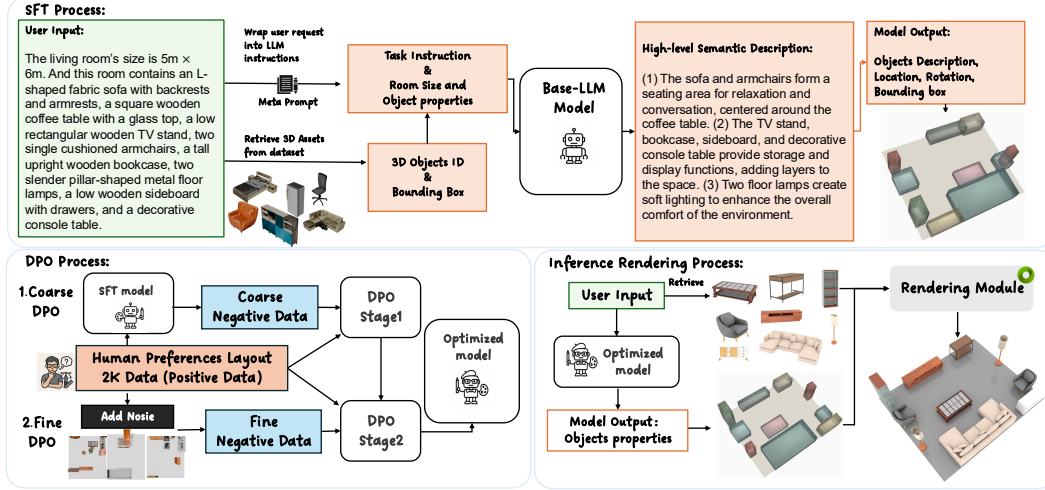 SFT Process:
User Input:
The living room's size is 5m ×
6m. And this room contains an L-
shaped fabric sofa with backrests
and armrests, a square wooden
coffee table with a glass top, a low
rectangular wooden TV stand, two
single cushioned armchairs, a tall
upright wooden bookcase, two
slender pillar-shaped metal floor
lamps, a low wooden sideboard
with drawers, and a decorative
console table.
Wrap user request
into LLM
instructions
Meta Prompt
Retrieve 3D Assets
from dataset
Task Instruction
&
Room Size and
Object properties
3D Objects ID
&
Bounding Box
Base-LLM
Model
High-level Semantic Description:
(1) The sofa and armchairs form a
seating area for relaxation and
conversation, centered around the
coffee table. (2) The TV stand,
bookcase, sideboard, and decorative
console table provide storage and
display functions, adding layers to
the space. (3) Two floor lamps create
soft lighting to enhance the overall
comfort of the environment.
Model Output:
Objects Description,
Location, Rotation,
Bounding box
DPO Process:
1.Coarse
DPO
SFT model
Coarse
Negative Data
DPO
Stage1
Human Preferences Layout
2K Data (Positive Data)
Optimized
model
Add Nosie
2.Fine
DPO
Fine
Negative Data
DPO
Stage2
Inference Rendering Process:
User Input
Retrieve
Rendering Module
Optimized
model
Model Output:
Objects properties